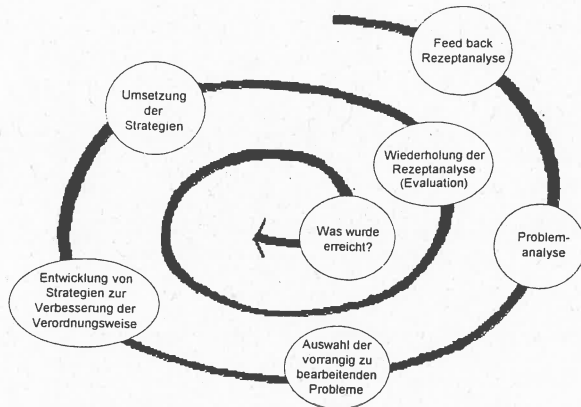 Feed back
Rezeptanalyse
Problem-
analyse
Auswahl der
vorrangig zu
bearbeitenden
Probleme
Entwicklung von
Strategien zur
Verbesserung der
Verordnungsweise
Umsetzung
der
Strategien
Wiederholung der
Rezeptanalyse
(Evaluation)
Was wurde
erreicht?